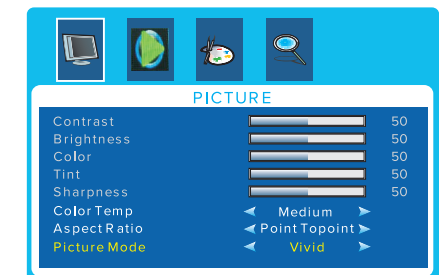 PICTURE
Contrast 50
Brightness 50
Color 50
Tint 50
Sharpness 50
Color Temp Medium
Aspect Ratio Point Topoint
Picture Mode Vivid